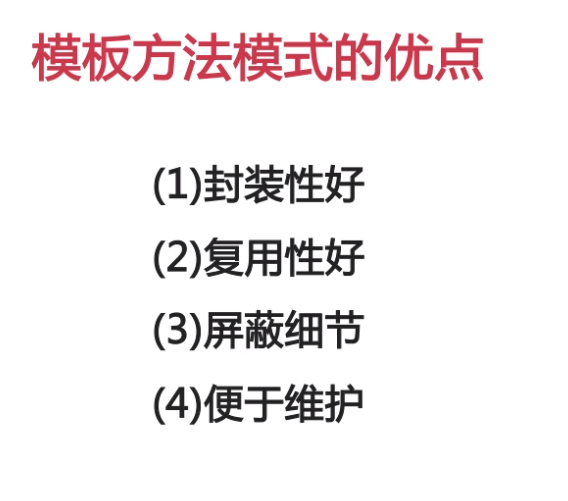 模板方法模式的优点
(1)封装性好
(2)复用性好
(3)屏蔽细节
(4)便于维护